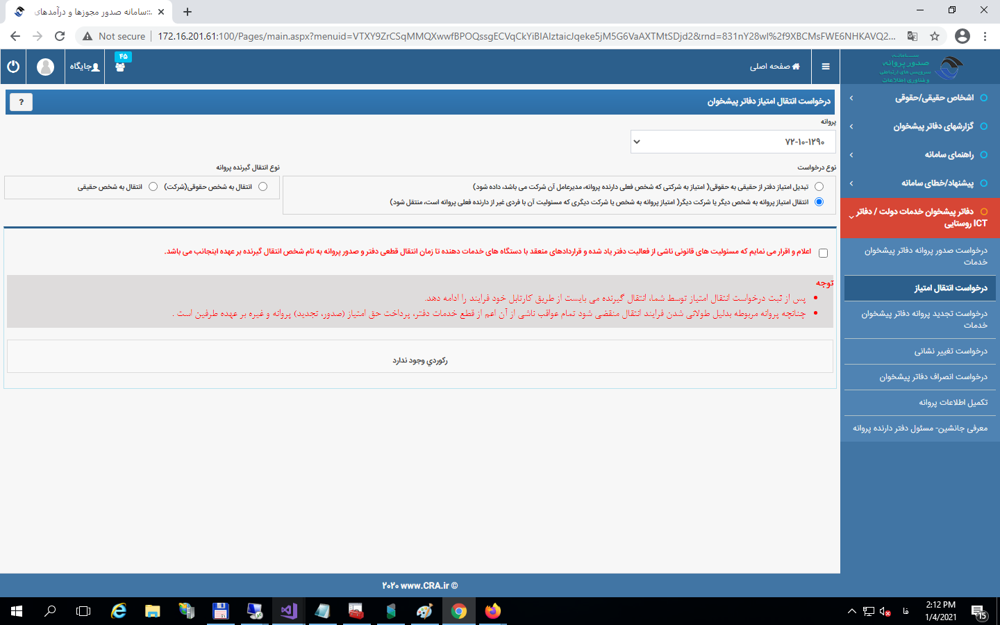 سامانه صدور مجوزها و درآمدهای::.
Not secure
172.16.201.61:100/Pages/main.aspx?menuid=VTXY9ZrCSqMMQXwwfBPOQssgECVqCkYiBIAlztaicJqeke5jM5G6VaAXTMtSDjd2&rnd=831nY28wI%2f9XBCMsFWE6NHKAVQ2...
سامانه
صدور پروانه
سرویس های ارتباطی
و فناوری اطلاعات
صفحه اصلی
۴۵
جایگاه
اشخاص حقیقی/حقوقی
گزارشهای دفاتر پیشخوان
راهنمای سامانه
پیشنهاد/خطای سامانه
دفاتر پیشخوان خدمات دولت / دفاتر
ICT روستایی
درخواست صدور پروانه دفاتر پیشخوان
خدمات
درخواست انتقال امتیاز
درخواست تجدید پروانه دفاتر پیشخوان
خدمات
درخواست تغییر نشانی
درخواست انصراف دفاتر پیشخوان
تکمیل اطلاعات پروانه
معرفی جانشین- مسئول دفتر دارنده پروانه
درخواست انتقال امتیاز دفاتر پیشخوان
?
پروانه
۷۲-۱۰-۱۲۹۰
نوع درخواست
تبدیل امتیاز دفتر از حقیقی به حقوقی( امتیاز به شرکتی که شخص فعلی دارنده پروانه، مدیرعامل آن شرکت می باشد، داده شود)
انتقال امتیاز پروانه به شخص دیگر یا شرکت دیگر( امتیاز پروانه به شخص یا شرکت دیگری که مسئولیت آن با فردی غیر از دارنده فعلی پروانه است، منتقل شود)
نوع انتقال گیرنده پروانه
انتقال به شخص حقوقی(شرکت)
انتقال به شخص حقیقی
اعلام و اقرار می نمایم که مسئولیت های قانونی ناشی از فعالیت دفتر یاد شده و قراردادهای منعقد با دستگاه های خدمات دهنده تا زمان انتقال قطعی دفتر و صدور پروانه به نام شخص انتقال گیرنده بر عهده اینجانب می باشد.
توجه
پس از ثبت درخواست انتقال امتیاز توسط شما، انتقال گیرنده می بایست از طریق کارتابل خود فرایند را ادامه دهد.
چنانچه پروانه مربوطه بدلیل طولانی شدن فرایند انتقال منقضی شود تمام عواقب ناشی از آن اعم از قطع خدمات دفتر، پرداخت حق امتیاز (صدور، تجدید) پروانه و غیره بر عهده طرفین است .
رکوردي وجود ندارد
© ۲۰۲۰ www.CRA.ir
فا
2:12 PM
1/4/2021
15